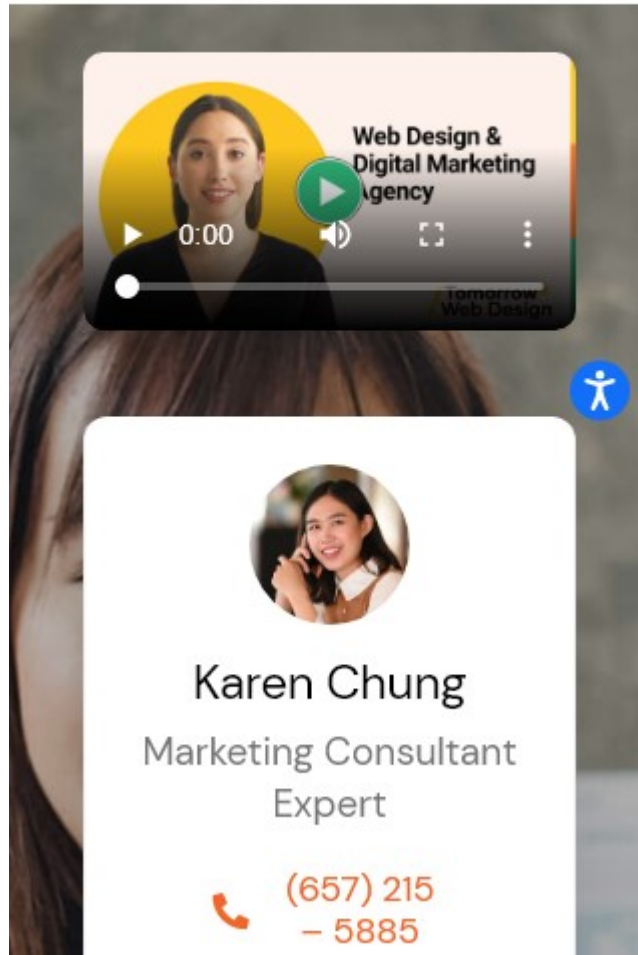 Web Design &
Digital Marketing
Agency
0:00
Tomorrow
Web Design
Karen Chung
Marketing Consultant
Expert
(657) 215
– 5885